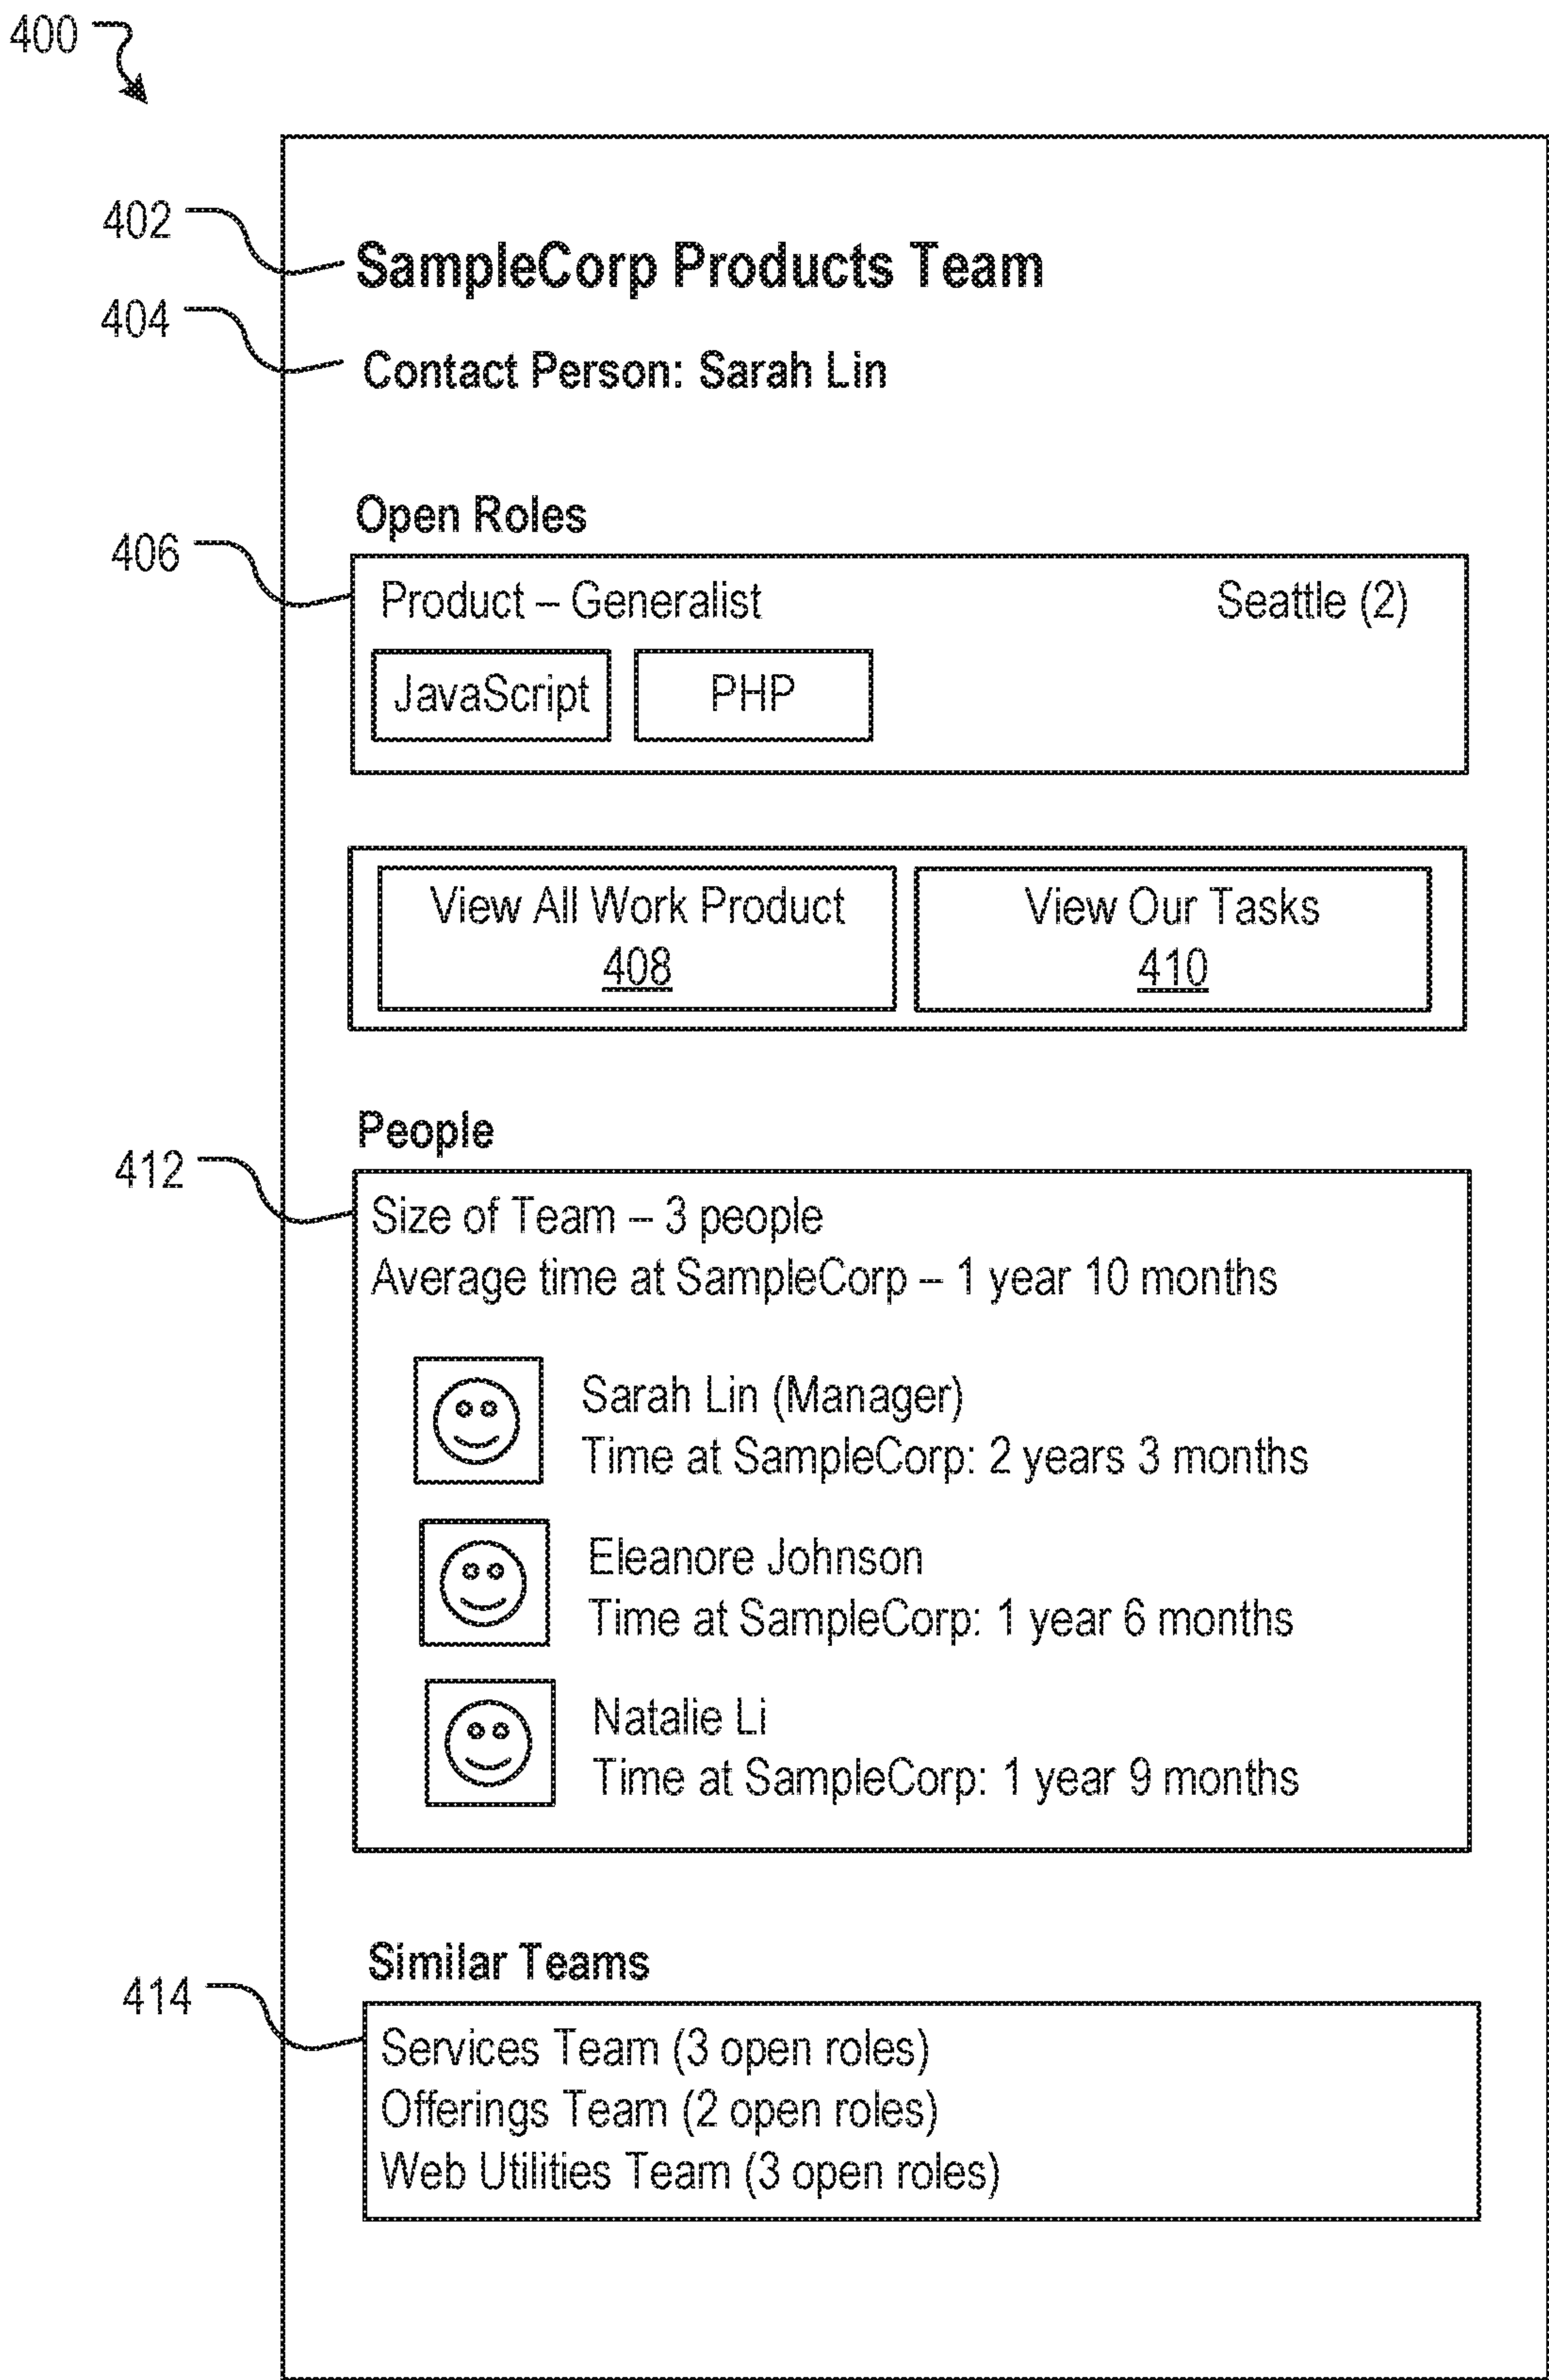 400
402
SampleCorp Products Team
404
Contact Person: Sarah Lin
Open Roles
406
Product – Generalist Seattle (2)
JavaScript PHP
View All Work Product View Our Tasks
408 410
People
412
Size of Team – 3 people
Average time at SampleCorp – 1 year 10 months
Sarah Lin (Manager)
Time at SampleCorp: 2 years 3 months
Eleanore Johnson
Time at SampleCorp: 1 year 6 months
Natalie Li
Time at SampleCorp: 1 year 9 months
Similar Teams
414
Services Team (3 open roles)
Offerings Team (2 open roles)
Web Utilities Team (3 open roles)